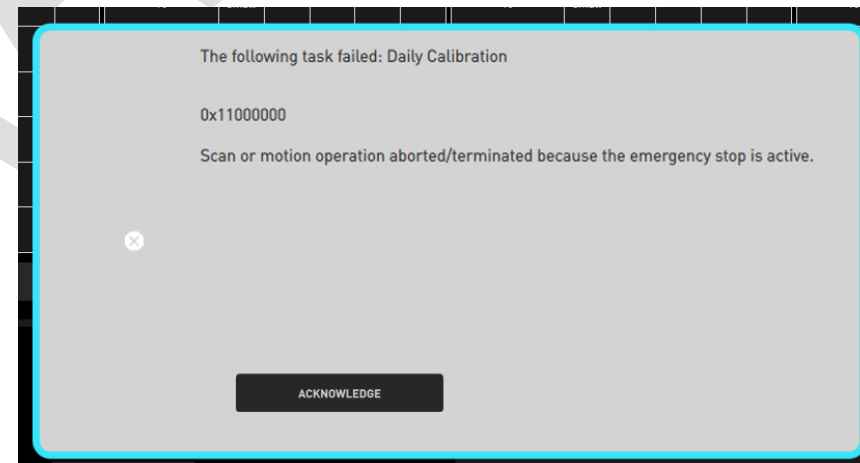 The following task failed: Daily Calibration
0x11000000
Scan or motion operation aborted/terminated because the emergency stop is active.
ACKNOWLEDGE